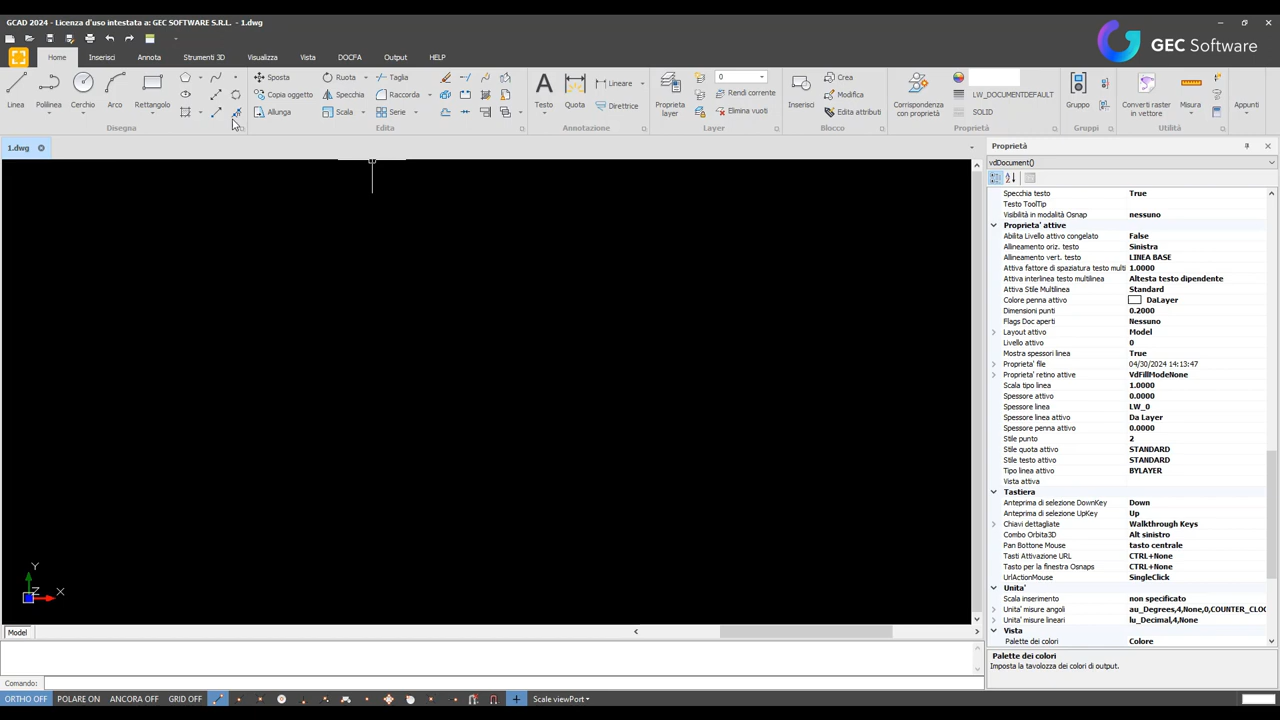 GCAD 2024 - Licenza d'uso intestata a: GEC SOFTWARE S.R.L. - 1.dwg
GEC Software
Home Inserisci Annota Strumenti 3D Visualizza Vista DOCFA Output HELP
Linea Polilinea Cerchio Arco Rettangolo
Sposta Ruota Taglia
Copia oggetto Specchia Raccorda
Allunga Scala Serie
Testo Quota Lineare Direttrice
Proprieta layer
0
Rendi corrente
Elimina vuoti
Inserisci Crea
Modifica
Edita attributi
Corrispondenza con proprietà
LW_DOCUMENTDEFAULT
SOLID
Gruppo
Converti raster in vettore
Misura
Appunti
Disegna Edita Annotazione Layer Blocco Proprietà Gruppi Utilità
1.dwg
Proprietà
vdDocument()
Specchia testo True
Testo ToolTip
Visibilità in modalità Osnap nessuno
Proprieta' attive
Abilita Livello attivo congelato False
Allineamento oriz. testo Sinistra
Allineamento vert. testo LINEA BASE
Attiva fattore di spaziatura testo multi 1.0000
Attiva interlinea testo multilinea Altesta testo dipendente
Attiva Stile Multilinea Standard
Colore penna attivo DaLayer
Dimensioni punti 0.2000
Flags Doc aperti Nessuno
Layout attivo Model
Livello attivo 0
Mostra spessori linea True
Proprieta' file 04/30/2024 14:13:47
Proprieta' retino attive VdFillModeNone
Scala tipo linea 1.0000
Spessore attivo 0.0000
Spessore linea LW_0
Spessore linea attivo Da Layer
Spessore penna attivo 0.0000
Stile punto 2
Stile quota attivo STANDARD
Stile testo attivo STANDARD
Tipo linea attivo BYLAYER
Vista attiva
Tastiera
Anteprima di selezione DownKey Down
Anteprima di selezione UpKey Up
Chiavi dettagliate Walkthrough Keys
Combo Orbita3D Alt sinistro
Pan Bottone Mouse tasto centrale
Tasti Attivazione URL CTRL+None
Tasto per la finestra Osnaps CTRL+None
UrlActionMouse SingleClick
Unita'
Scala inserimento non specificato
Unita' misure angoli au_Degrees,4,None,0,COUNTER_CLO
Unita' misure lineari lu_Decimal,4,None
Vista
Palette dei colori Colore
Palette dei colori
Imposta la tavolozza dei colori di output.
Y
Z X
Model
Comando:
ORTHO OFF POLARE ON ANCORA OFF GRID OFF Scale viewPort